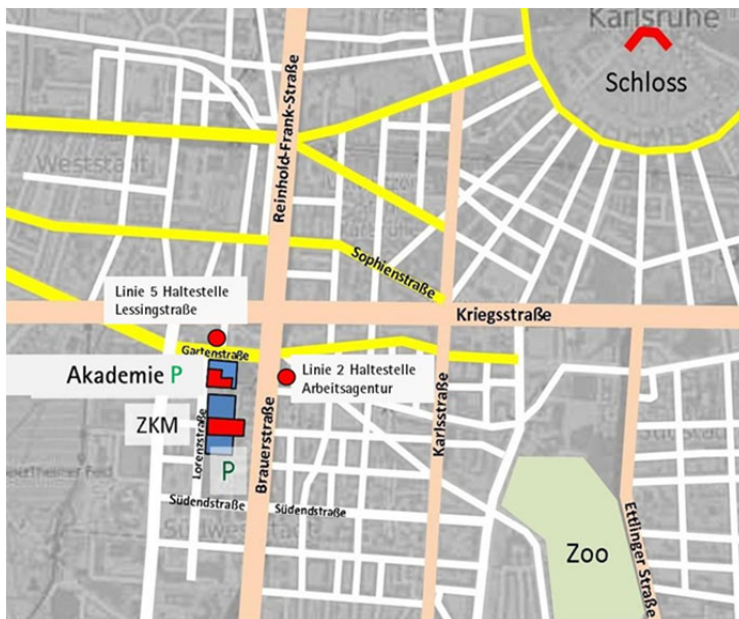 Karlsruhe
Schloss
Reinhold-Frank-Straße
Weststadt
Sophienstraße
Linie 5 Haltestelle
Lessingstraße
Kriegsstraße
Gartenstraße
Akademie P
Linie 2 Haltestelle
Arbeitsagentur
ZKM
Lorenzstraße
Brauerstraße
Karlsstraße
P
Südendstraße
Südendstraße
Südweststadt
Zoo
Ettlinger Straße